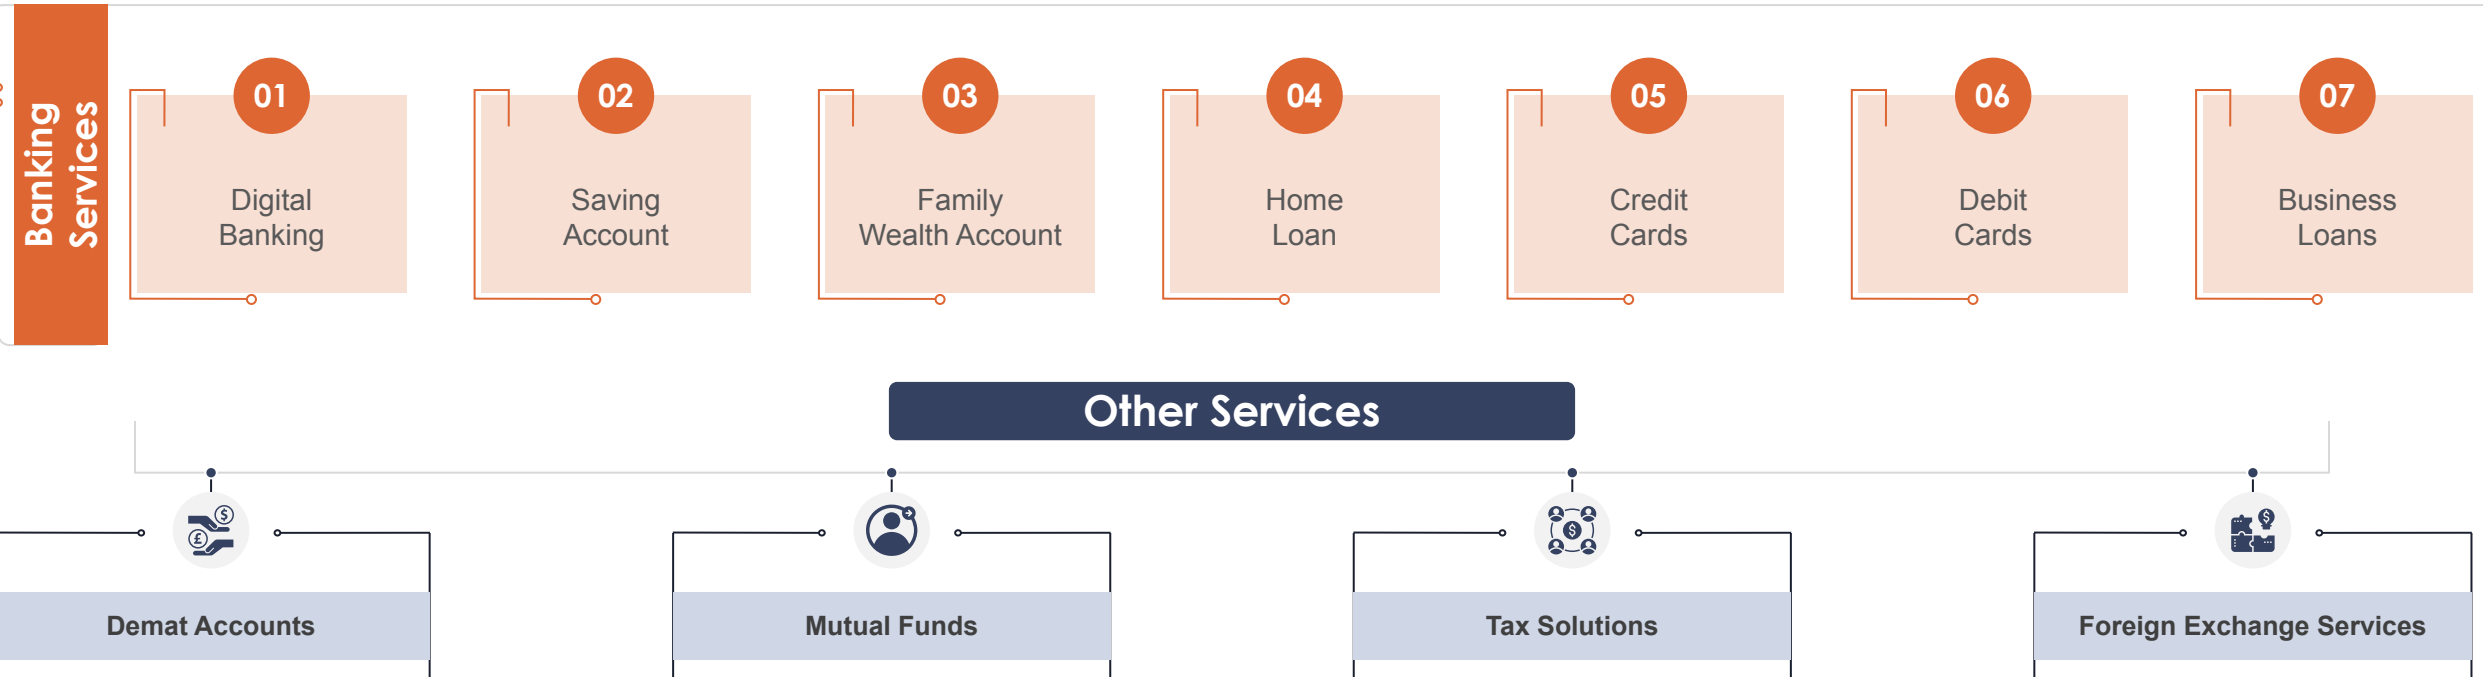 Banking
Services
01
Digital
Banking
02
Saving
Account
03
Family
Wealth Account
04
Home
Loan
05
Credit
Cards
06
Debit
Cards
07
Business
Loans
Other Services
$
£
$
$
Demat Accounts
Mutual Funds
Tax Solutions
Foreign Exchange Services